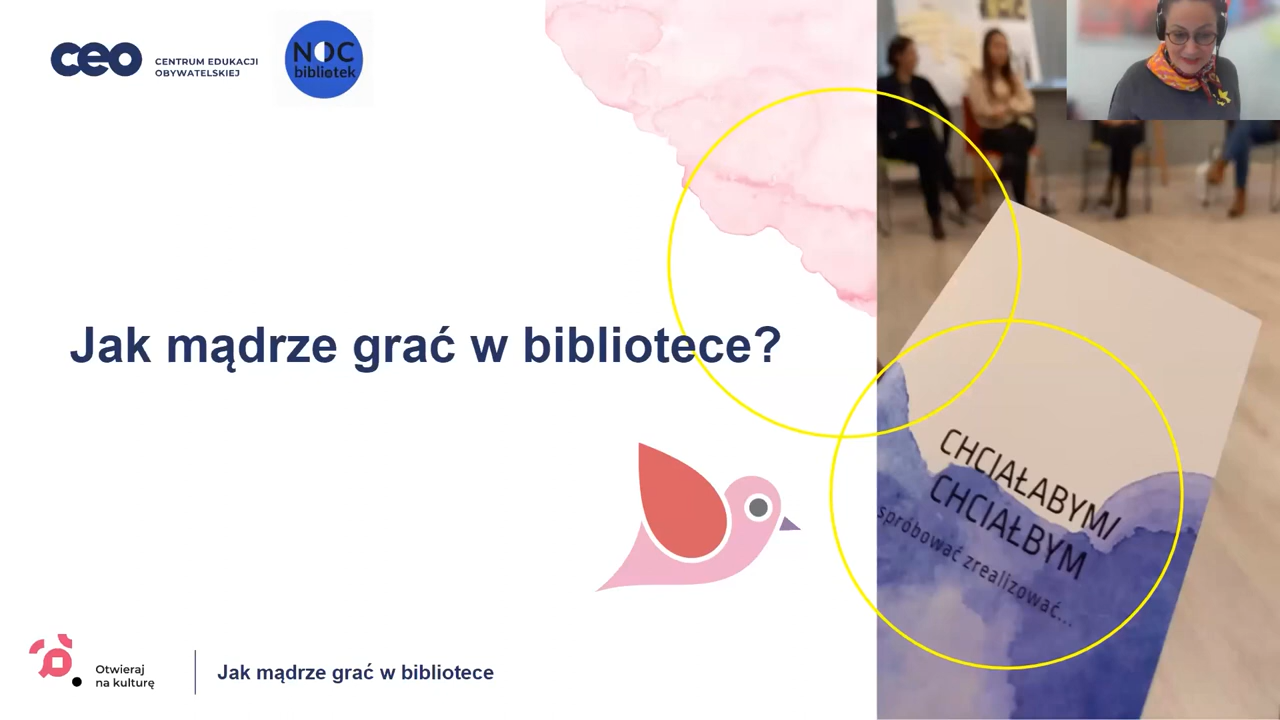 ceo
CENTRUM EDUKACJI
OBYWATELSKIEJ
NOC
bibliotek
Jak mądrze grać w bibliotece?
CHCIAŁABYM/
CHCIAŁBYM
spróbować zrealizować...
Otwieraj
na kulturę
Jak mądrze grać w bibliotece